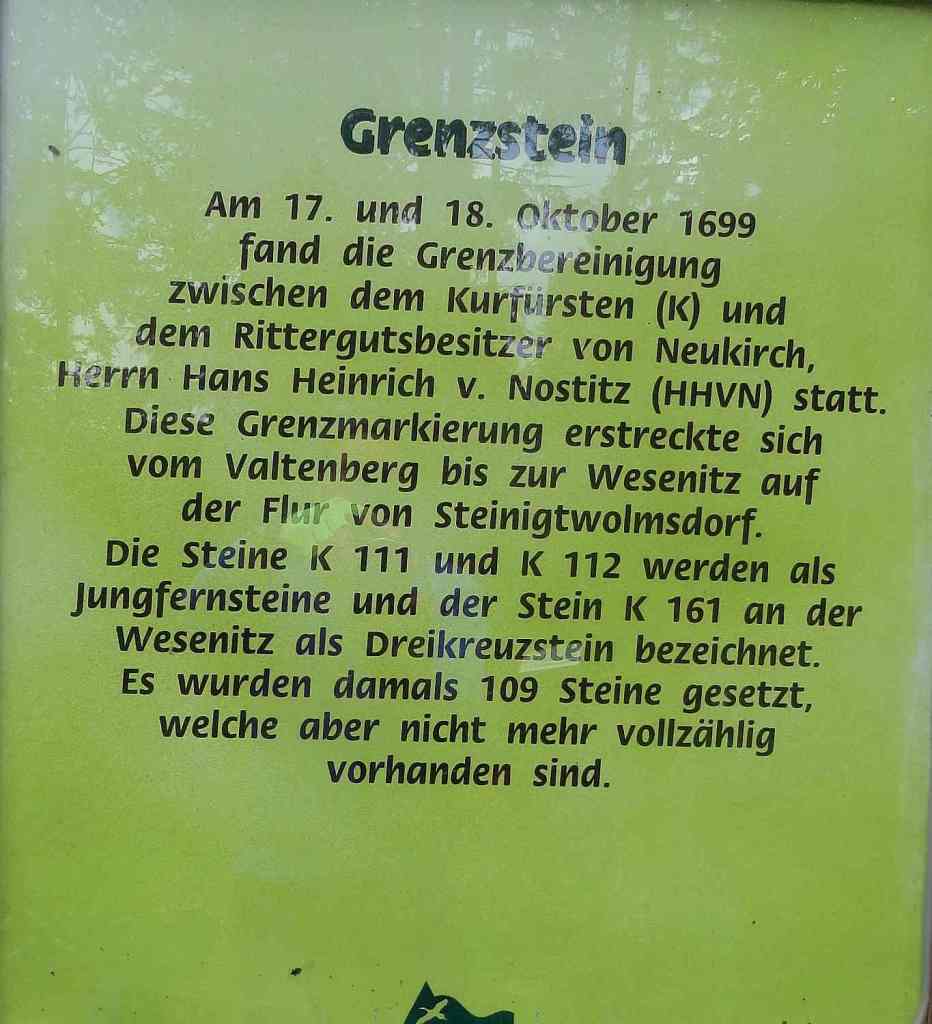 Grenzstein
Am 17. und 18. Oktober 1699
fand die Grenzbereinigung
zwischen dem Kurfürsten (K) und
dem Rittergutsbesitzer von Neukirch,
Herrn Hans Heinrich v. Nostitz (HHVN) statt.
Diese Grenzmarkierung erstreckte sich
vom Valtenberg bis zur Wesenitz auf
der Flur von Steinigtwolmsdorf.
Die Steine K 111 und K 112 werden als
Jungfernsteine und der Stein K 161 an der
Wesenitz als Dreikreuzstein bezeichnet.
Es wurden damals 109 Steine gesetzt,
welche aber nicht mehr vollzählig
vorhanden sind.